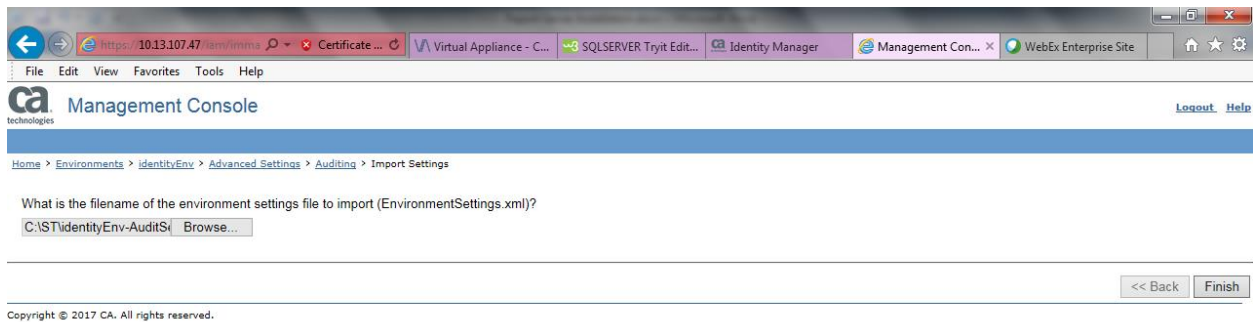 https://10.13.107.47/iam/imma
Certificate ...
Virtual Appliance - C...
SQLSERVER Tryit Edit...
ca Identity Manager
Management Con...
WebEx Enterprise Site
File Edit View Favorites Tools Help
ca technologies
Management Console
Logout Help
Home > Environments > identityEnv > Advanced Settings > Auditing > Import Settings
What is the filename of the environment settings file to import (EnvironmentSettings.xml)?
C:\ST\identityEnv-AuditS
Browse...
<< Back Finish
Copyright © 2017 CA. All rights reserved.